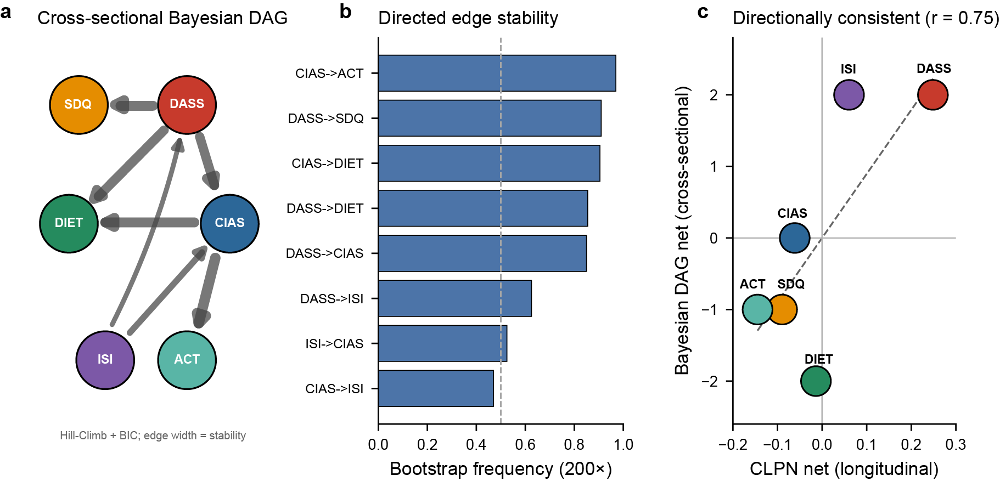 a
Cross-sectional Bayesian DAG
SDQ
DASS
DIET
CIAS
ISI
ACT
Hill-Climb + BIC; edge width = stability
b
Directed edge stability
CIAS->ACT
DASS->SDQ
CIAS->DIET
DASS->DIET
DASS->CIAS
DASS->ISI
ISI->CIAS
CIAS->ISI
0.0 0.2 0.4 0.6 0.8 1.0
Bootstrap frequency (200×)
c
Directionally consistent (r = 0.75)
Bayesian DAG net (cross-sectional)
2
1
0
−1
−2
ISI
DASS
CIAS
ACT
SDQ
DIET
−0.2 −0.1 0.0 0.1 0.2 0.3
CLPN net (longitudinal)